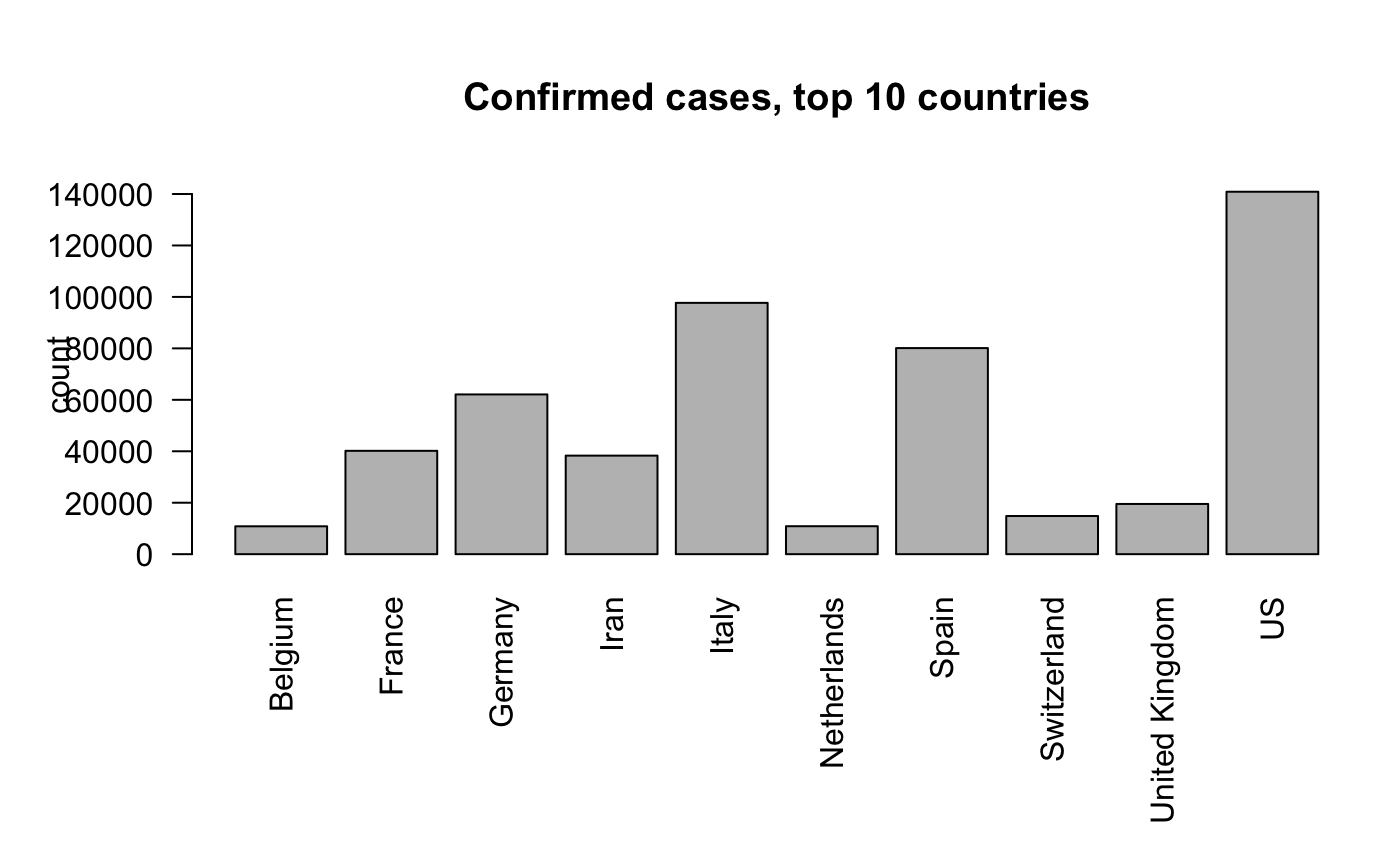 Confirmed cases, top 10 countries
140000
120000
100000
80000
60000
40000
20000
0
count
Belgium
France
Germany
Iran
Italy
Netherlands
Spain
Switzerland
United Kingdom
US